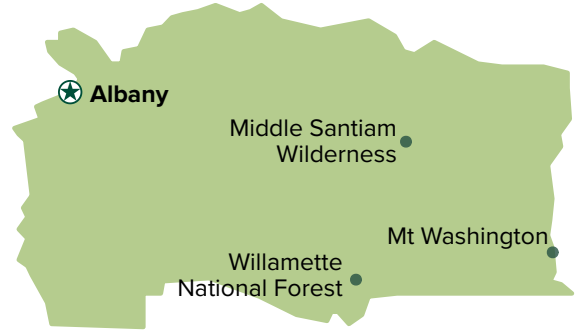 Albany
Middle Santiam
Wilderness
Mt Washington
Willamette
National Forest